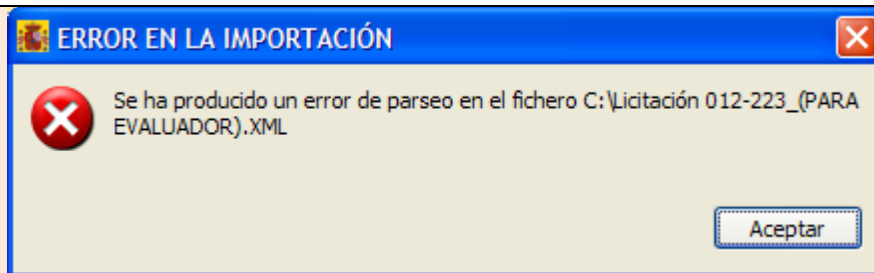 ERROR EN LA IMPORTACIÓN
Se ha producido un error de parseo en el fichero C:\Licitación 012-223_(PARA
EVALUADOR).XML
Aceptar